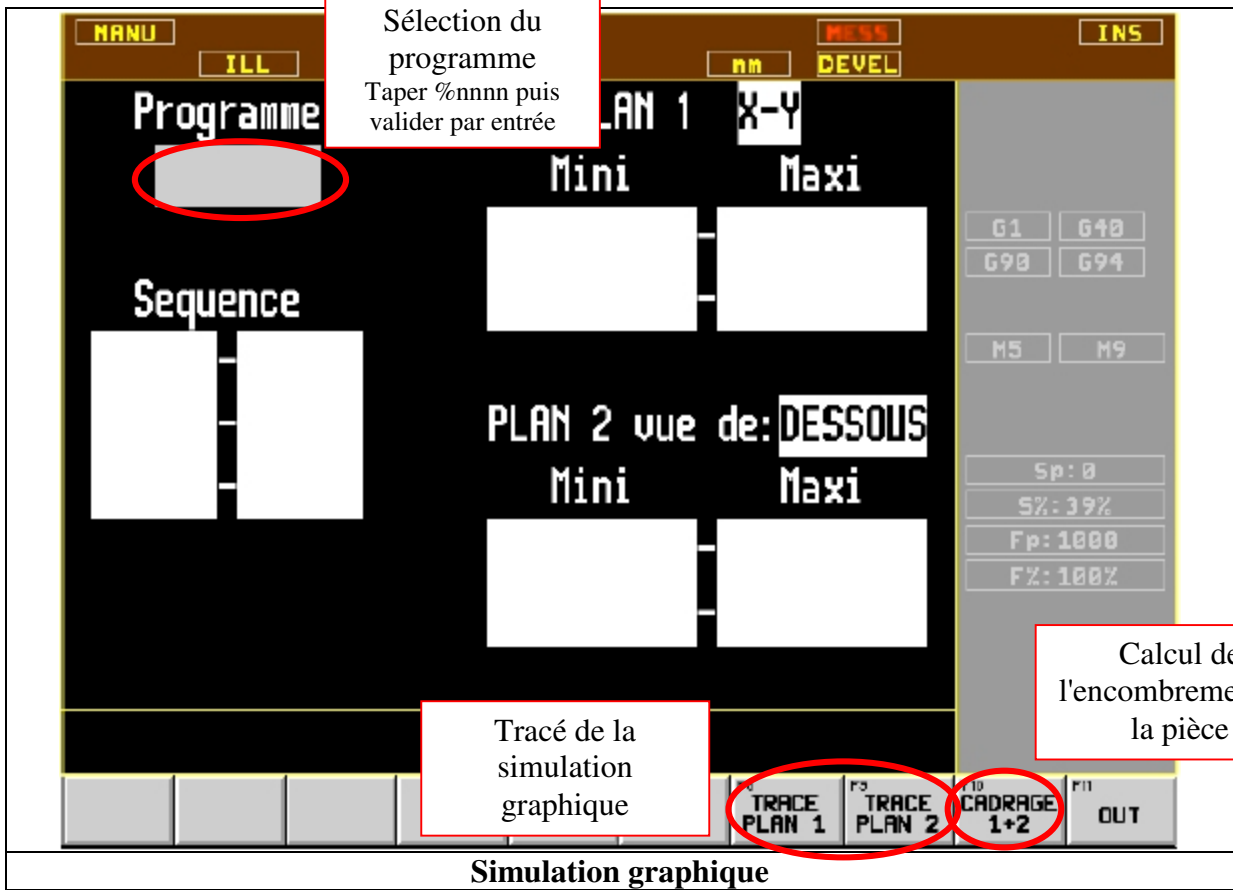 MANU
MESS
INS
ILL
mm
DEVEL
Sélection du
programme
Taper %nnnn puis
valider par entrée
Programme
LAN 1 X-Y
Mini Maxi
G1 G40
G90 G94
Sequence
M5 M9
PLAN 2 vue de: DESSOUS
Mini Maxi
Sp:0
S%:39%
Fp:1000
F%:100%
Calcul de
l'encombreme
la pièce
Tracé de la
simulation
graphique
TRACE
PLAN 1
F9
TRACE
PLAN 2
F10
CADRAGE
1+2
F11
OUT
Simulation graphique